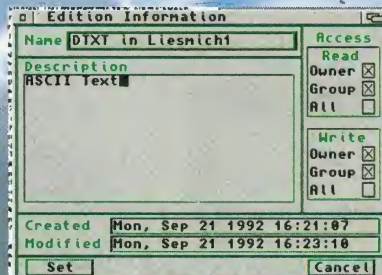 Edition Information
Name DTXT in Liesmich1
Description
ASCII Text
Access
Read
Owner
Group
All
Write
Owner
Group
All
Created Mon, Sep 21 1992 16:21:07
Modified Mon, Sep 21 1992 16:23:10
Set
Cancel